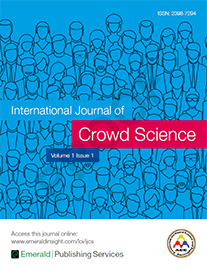 ISSN: 2398-7294
International Journal of
Crowd Science
Volume 1 Issue 1
Access this journal online:
www.emeraldinsight.com/loi/ijcs
Emerald | Publishing Services